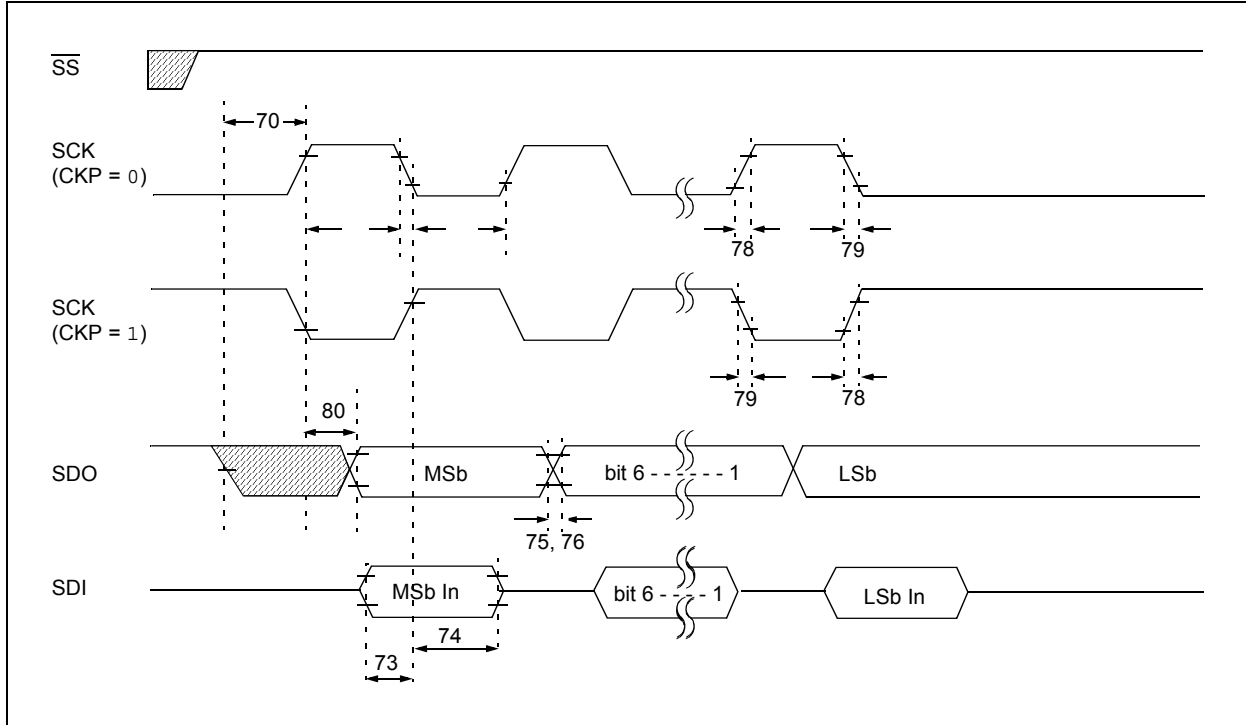 SS
70
SCK
(CKP = 0)
78
79
SCK
(CKP = 1)
79
78
80
SDO
MSb
bit 6 - - - - - - 1
LSb
75, 76
SDI
MSb In
bit 6 - - - - - 1
LSb In
74
73